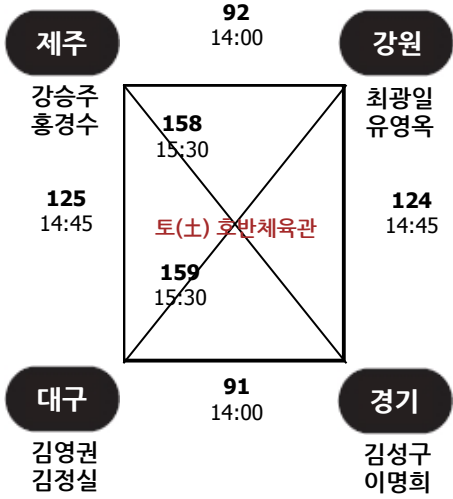 92
14:00
제주
강원
강승주
홍경수
최광일
유영옥
158
15:30
125
14:45
124
14:45
토(土) 호반체육관
159
15:30
91
14:00
대구
경기
김영권
김정실
김성구
이명희